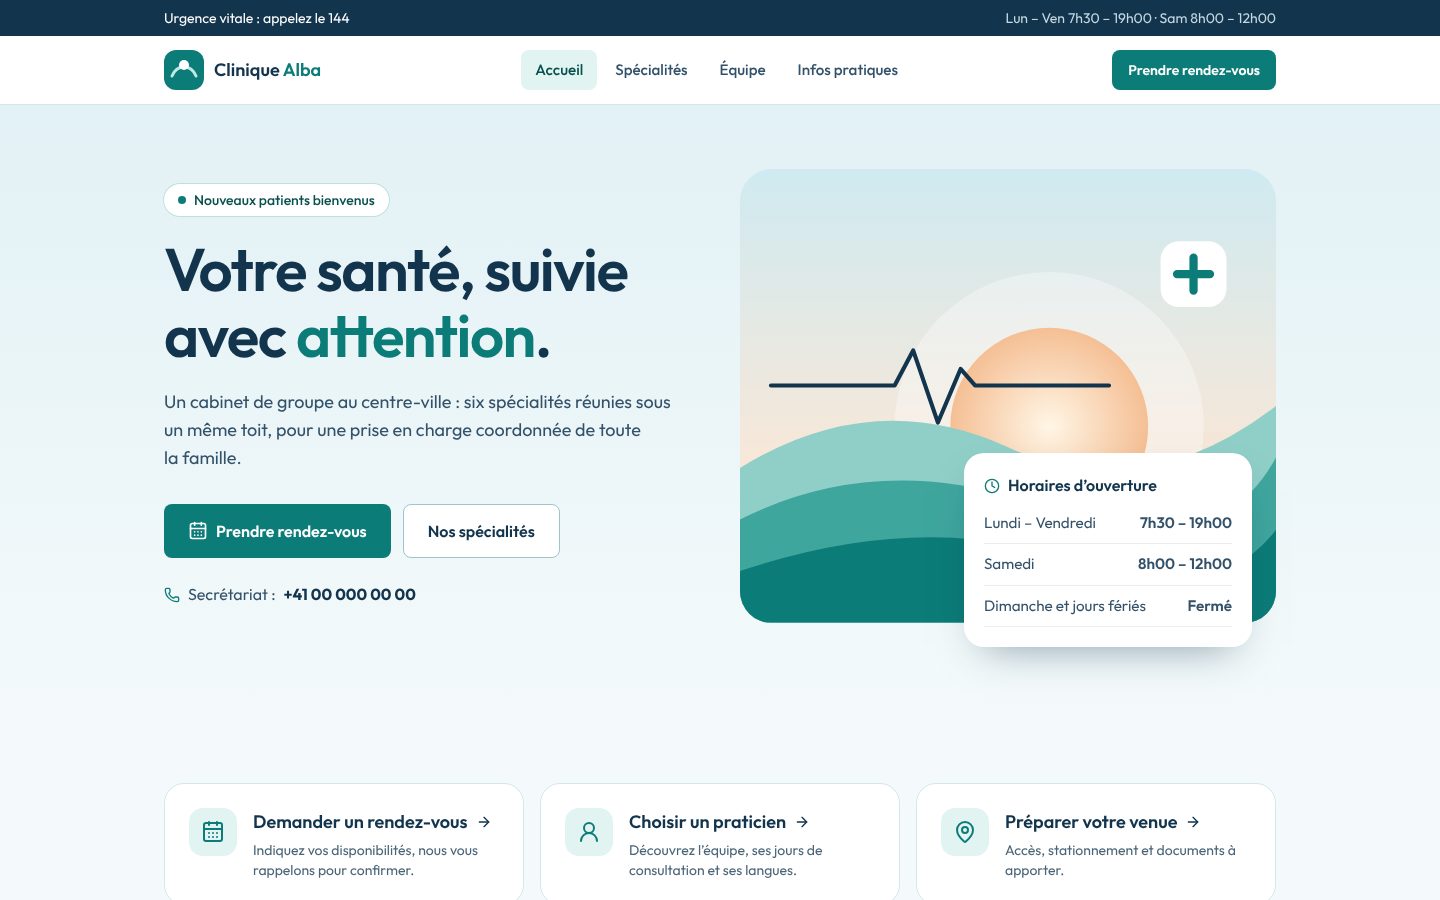 Urgence vitale : appelez le 144
Lun – Ven 7h30 – 19h00 · Sam 8h00 – 12h00
Clinique Alba
Accueil
Spécialités
Équipe
Infos pratiques
Prendre rendez-vous
Nouveaux patients bienvenus
Votre santé, suivie
avec attention.
Un cabinet de groupe au centre-ville : six spécialités réunies sous
un même toit, pour une prise en charge coordonnée de toute
la famille.
Prendre rendez-vous
Nos spécialités
Secrétariat : +41 00 000 00 00
Horaires d’ouverture
Lundi – Vendredi 7h30 – 19h00
Samedi 8h00 – 12h00
Dimanche et jours fériés Fermé
Demander un rendez-vous →
Indiquez vos disponibilités, nous vous
rappelons pour confirmer.
Choisir un praticien →
Découvrez l’équipe, ses jours de
consultation et ses langues.
Préparer votre venue →
Accès, stationnement et documents à
apporter.